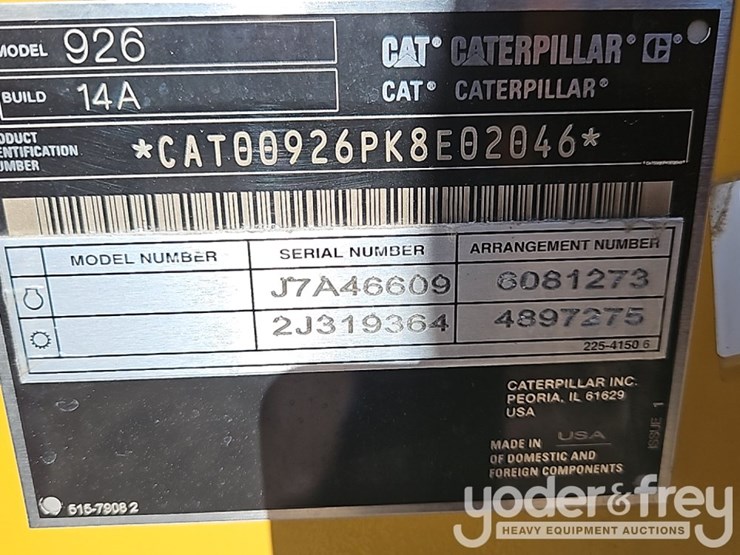 MODEL 926
CAT® CATERPILLAR® C®
BUILD 14A
CAT® CATERPILLAR®
PRODUCT
IDENTIFICATION
NUMBER
*CAT00926PK8E02046*
MODEL NUMBER SERIAL NUMBER ARRANGEMENT NUMBER
J7A46609 6081273
2J319364 4897275
225-4150 6
CATERPILLAR INC.
PEORIA, IL 61629
USA
ISSUE 1
MADE IN USA
OF DOMESTIC AND
FOREIGN COMPONENTS
515-7908 2
yoder&frey
HEAVY EQUIPMENT AUCTIONS